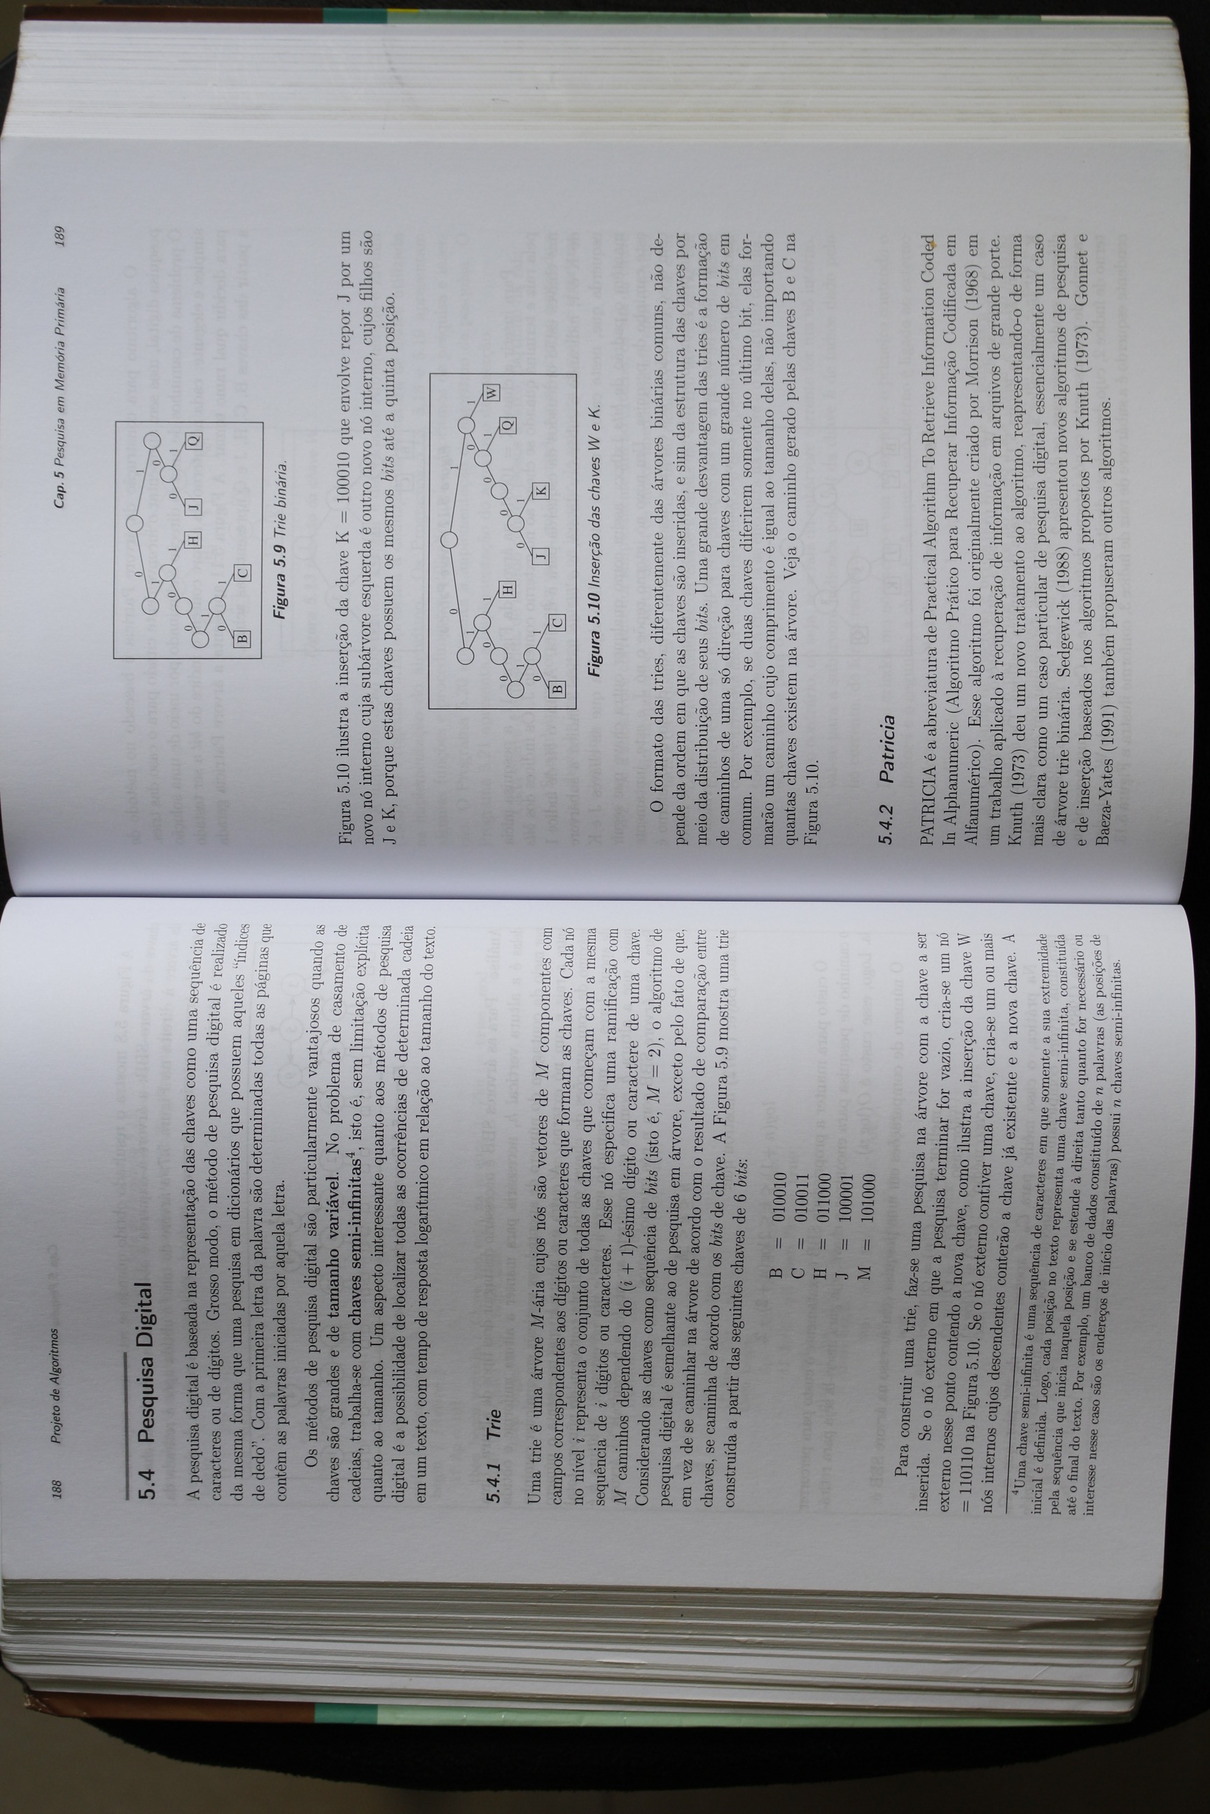 188 Projeto de Algoritmos
5.4 Pesquisa Digital
A pesquisa digital é baseada na representação das chaves como uma sequência de
caracteres ou de dígitos. Grosso modo, o método de pesquisa digital é realizado
da mesma forma que uma pesquisa em dicionários que possuem aqueles “índices
de dedo”. Com a primeira letra da palavra são determinadas todas as páginas que
contêm as palavras iniciadas por aquela letra.
Os métodos de pesquisa digital são particularmente vantajosos quando as
chaves são grandes e de tamanho variável. No problema de casamento de
cadeias, trabalha-se com chaves semi-infinitas⁴, isto é, sem limitação explícita
quanto ao tamanho. Um aspecto interessante quanto aos métodos de pesquisa
digital é a possibilidade de localizar todas as ocorrências de determinada cadeia
em um texto, com tempo de resposta logarítmico em relação ao tamanho do texto.
5.4.1 Trie
Uma trie é uma árvore M-ária cujos nós são vetores de M componentes com
campos correspondentes aos dígitos ou caracteres que formam as chaves. Cada nó
no nível i representa o conjunto de todas as chaves que começam com a mesma
sequência de i dígitos ou caracteres. Esse nó especifica uma ramificação com
M caminhos dependendo do (i + 1)-ésimo dígito ou caractere de uma chave.
Considerando as chaves como sequência de bits (isto é, M = 2), o algoritmo de
pesquisa digital é semelhante ao de pesquisa em árvore, exceto pelo fato de que,
em vez de se caminhar na árvore de acordo com o resultado de comparação entre
chaves, se caminha de acordo com os bits de chave. A Figura 5.9 mostra uma trie
construída a partir das seguintes chaves de 6 bits:
B = 010010
C = 010011
H = 011000
J = 100001
M = 101000
Para construir uma trie, faz-se uma pesquisa na árvore com a chave a ser
inserida. Se o nó externo em que a pesquisa terminar for vazio, cria-se um nó
externo nesse ponto contendo a nova chave, como ilustra a inserção da chave W
= 110110 na Figura 5.10. Se o nó externo contiver uma chave, cria-se um ou mais
nós internos cujos descendentes conterão a chave já existente e a nova chave. A
⁴Uma chave semi-infinita é uma sequência de caracteres em que somente a sua extremidade
inicial é definida. Logo, cada posição no texto representa uma chave semi-infinita, constituída
pela sequência que inicia naquela posição e se estende à direita tanto quanto for necessário ou
até o final do texto. Por exemplo, um banco de dados constituído de n palavras (as posições de
interesse nesse caso são os endereços de início das palavras) possui n chaves semi-infinitas.
Cap. 5 Pesquisa em Memória Primária 189
0 1
1 0
0 1 0 1
H J Q
0
1
0 1
B C
Figura 5.9 Trie binária.
Figura 5.10 ilustra a inserção da chave K = 100010 que envolve repor J por um
novo nó interno cuja subárvore esquerda é outro novo nó interno, cujos filhos são
J e K, porque estas chaves possuem os mesmos bits até a quinta posição.
0 1
1 0 1
0 1 0 1 W
H Q
0 0
1 0 1
0 1 J K
B C
Figura 5.10 Inserção das chaves W e K.
O formato das tries, diferentemente das árvores binárias comuns, não de-
pende da ordem em que as chaves são inseridas, e sim da estrutura das chaves por
meio da distribuição de seus bits. Uma grande desvantagem das tries é a formação
de caminhos de uma só direção para chaves com um grande número de bits em
comum. Por exemplo, se duas chaves diferirem somente no último bit, elas for-
marão um caminho cujo comprimento é igual ao tamanho delas, não importando
quantas chaves existem na árvore. Veja o caminho gerado pelas chaves B e C na
Figura 5.10.
5.4.2 Patricia
PATRICIA é a abreviatura de Practical Algorithm To Retrieve Information Coded
In Alphanumeric (Algoritmo Prático para Recuperar Informação Codificada em
Alfanumérico). Esse algoritmo foi originalmente criado por Morrison (1968) em
um trabalho aplicado à recuperação de informação em arquivos de grande porte.
Knuth (1973) deu um novo tratamento ao algoritmo, reapresentando-o de forma
mais clara como um caso particular de pesquisa digital, essencialmente um caso
de árvore trie binária. Sedgewick (1988) apresentou novos algoritmos de pesquisa
e de inserção baseados nos algoritmos propostos por Knuth (1973). Gonnet e
Baeza-Yates (1991) também propuseram outros algoritmos.